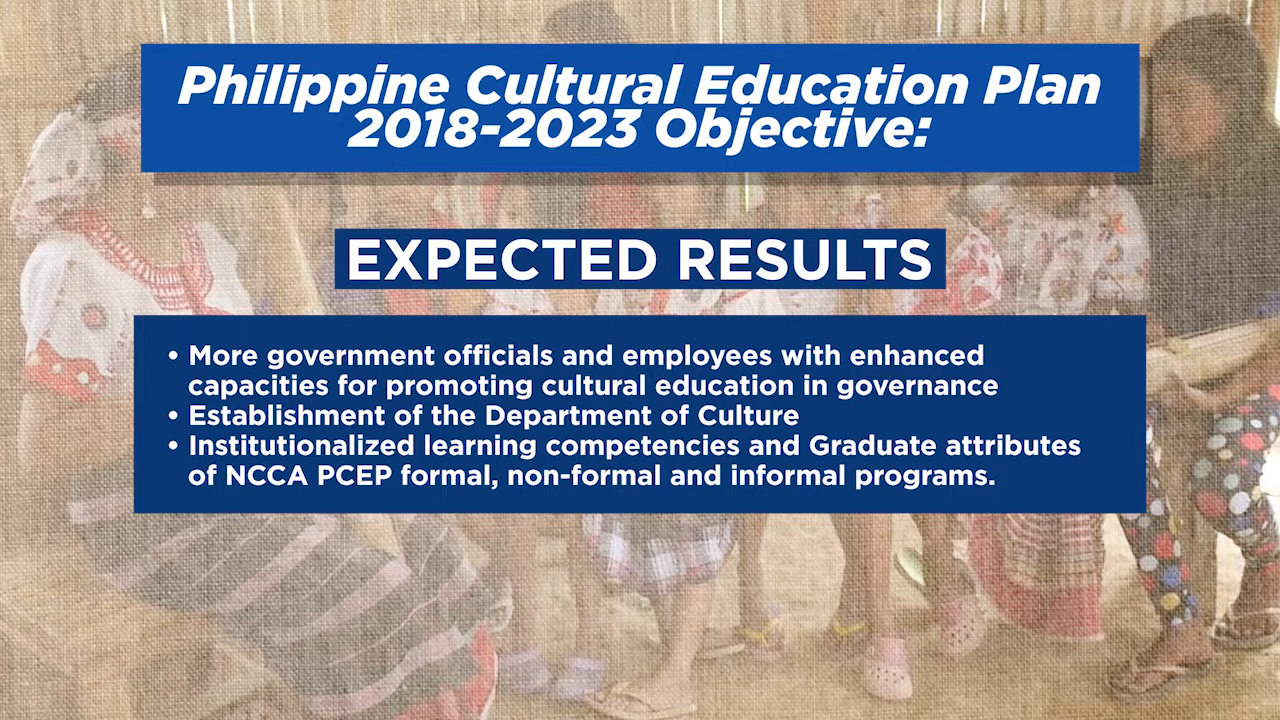 Philippine Cultural Education Plan
2018-2023 Objective:
EXPECTED RESULTS
• More government officials and employees with enhanced
capacities for promoting cultural education in governance
• Establishment of the Department of Culture
• Institutionalized learning competencies and Graduate attributes
of NCCA PCEP formal, non-formal and informal programs.